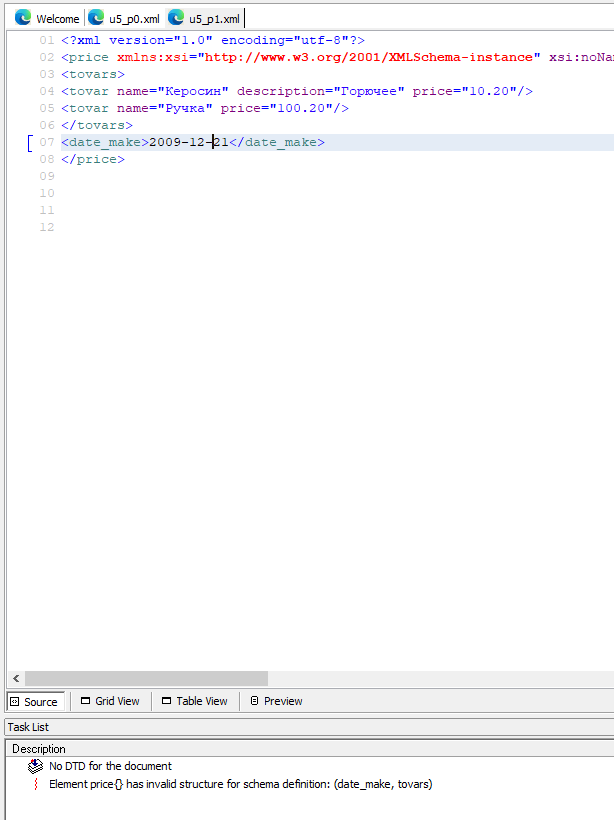 Welcome u5_p0.xml u5_p1.xml
01 <?xml version="1.0" encoding="utf-8"?>
02 <price xmlns:xsi="http://www.w3.org/2001/XMLSchema-instance" xsi:noNa
03 <tovars>
04 <tovar name="Керосин" description="Горючее" price="10.20"/>
05 <tovar name="Ручка" price="100.20"/>
06 </tovars>
07 <date_make>2009-12-21</date_make>
08 </price>
09
10
11
12
Source Grid View Table View Preview
Task List
Description
No DTD for the document
Element price{} has invalid structure for schema definition: (date_make, tovars)